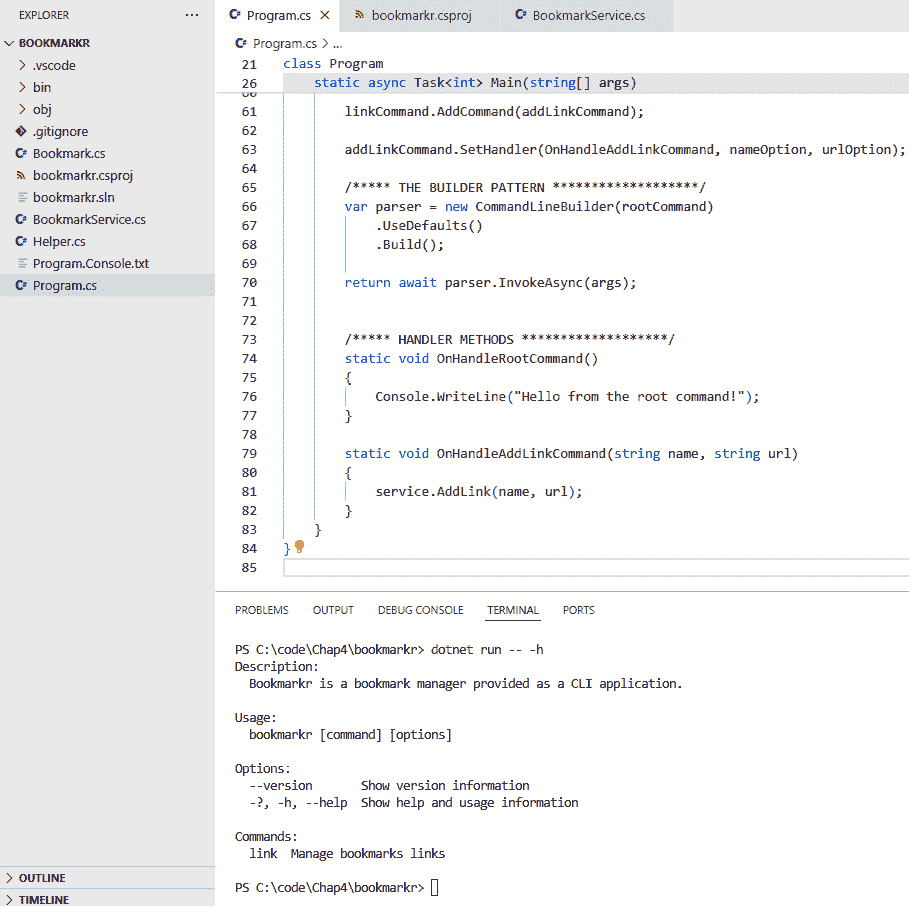 EXPLORER ...
BOOKMARKR
.vscode
bin
obj
.gitignore
Bookmark.cs
bookmarkr.csproj
bookmarkr.sln
BookmarkService.cs
Helper.cs
Program.Console.txt
Program.cs
OUTLINE
TIMELINE
Program.cs bookmarkr.csproj BookmarkService.cs
Program.cs > ...
21 class Program
26 static async Task<int> Main(string[] args)
60
61 linkCommand.AddCommand(addLinkCommand);
62
63 addLinkCommand.SetHandler(OnHandleAddLinkCommand, nameOption, urlOption);
64
65 /***** THE BUILDER PATTERN *******************/
66 var parser = new CommandLineBuilder(rootCommand)
67 .UseDefaults()
68 .Build();
69
70 return await parser.InvokeAsync(args);
71
72
73 /***** HANDLER METHODS *******************/
74 static void OnHandleRootCommand()
75 {
76 Console.WriteLine("Hello from the root command!");
77 }
78
79 static void OnHandleAddLinkCommand(string name, string url)
80 {
81 service.AddLink(name, url);
82 }
83 }
84 }
85
PROBLEMS OUTPUT DEBUG CONSOLE TERMINAL PORTS
PS C:\code\Chap4\bookmarkr> dotnet run -- -h
Description:
Bookmarkr is a bookmark manager provided as a CLI application.
Usage:
bookmarkr [command] [options]
Options:
--version Show version information
-?, -h, --help Show help and usage information
Commands:
link Manage bookmarks links
PS C:\code\Chap4\bookmarkr>